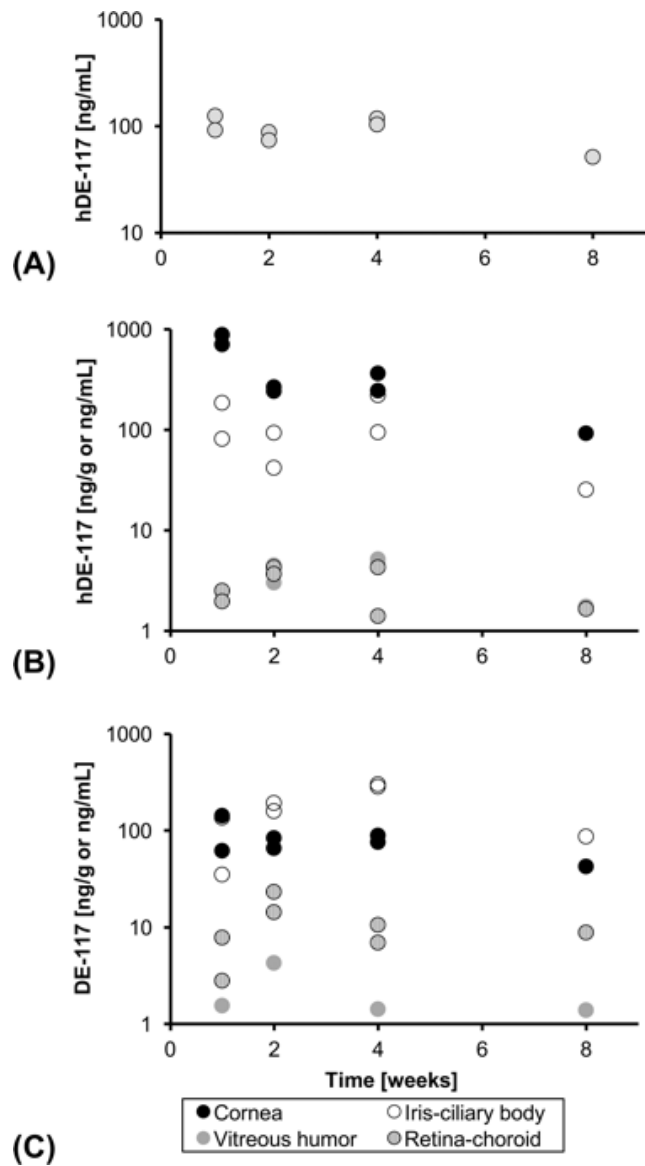 1000
100
10
hDE-117 [ng/mL]
0 2 4 6 8
(A)
1000
100
10
1
hDE-117 [ng/g or ng/mL]
0 2 4 6 8
(B)
1000
100
10
1
DE-117 [ng/g or ng/mL]
0 2 4 6 8
Time [weeks]
Cornea Iris-ciliary body
Vitreous humor Retina-choroid
(C)